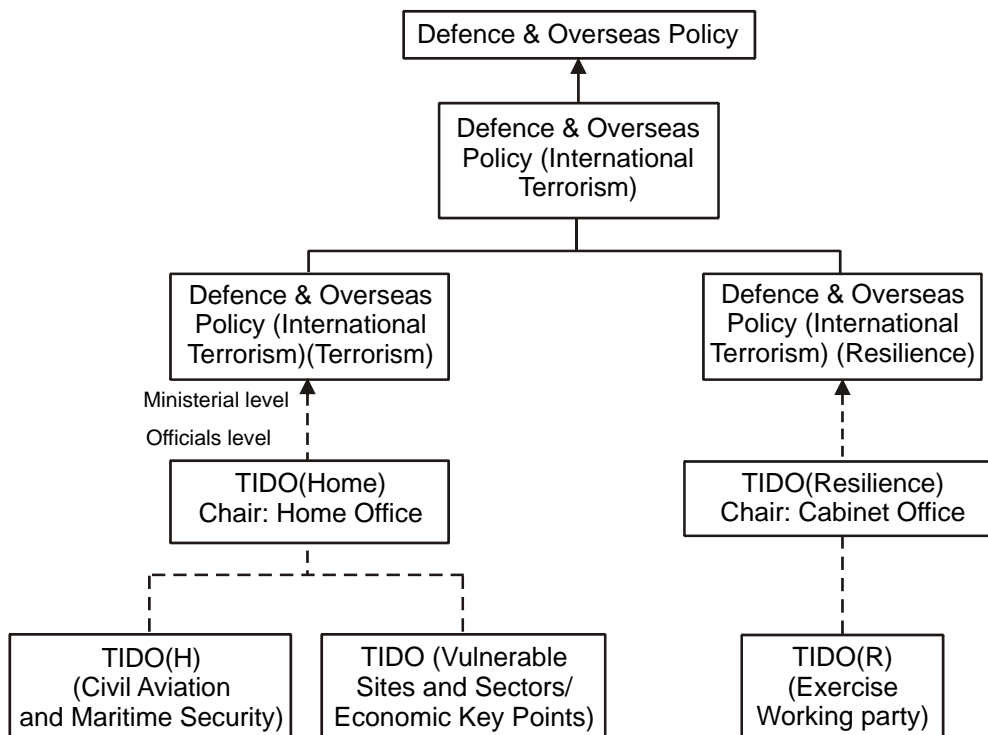 Defence & Overseas Policy
Defence & Overseas
Policy (International
Terrorism)
Defence & Overseas
Policy (International
Terrorism)(Terrorism)
Defence & Overseas
Policy (International
Terrorism) (Resilience)
Ministerial level
Officials level
TIDO(Home)
Chair: Home Office
TIDO(Resilience)
Chair: Cabinet Office
TIDO(H)
(Civil Aviation
and Maritime Security)
TIDO (Vulnerable
Sites and Sectors/
Economic Key Points)
TIDO(R)
(Exercise
Working party)